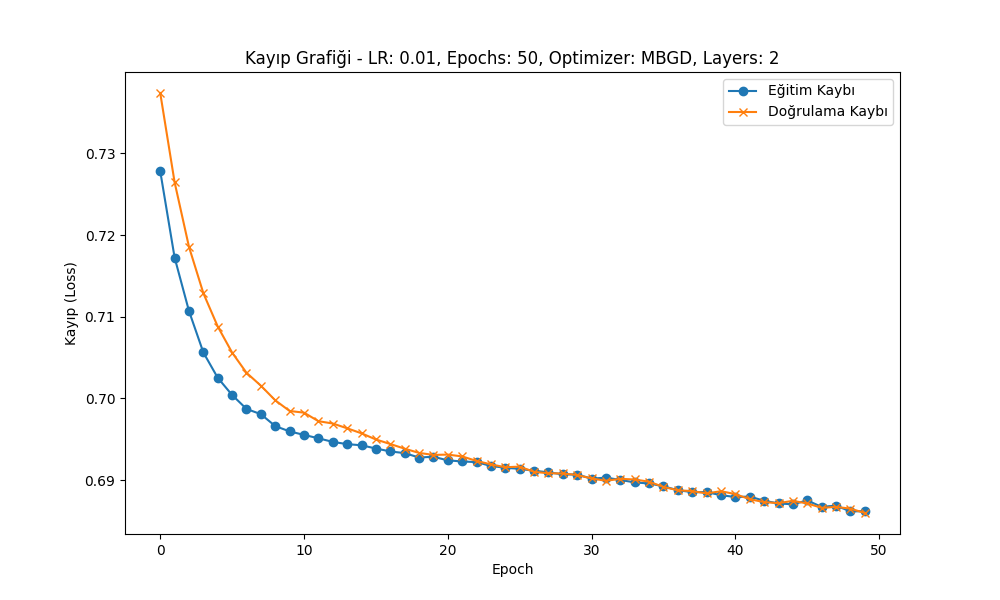 Kayıp Grafiği - LR: 0.01, Epochs: 50, Optimizer: MBGD, Layers: 2
Eğitim Kaybı
Doğrulama Kaybı
Kayıp (Loss)
0.73
0.72
0.71
0.70
0.69
0 10 20 30 40 50
Epoch